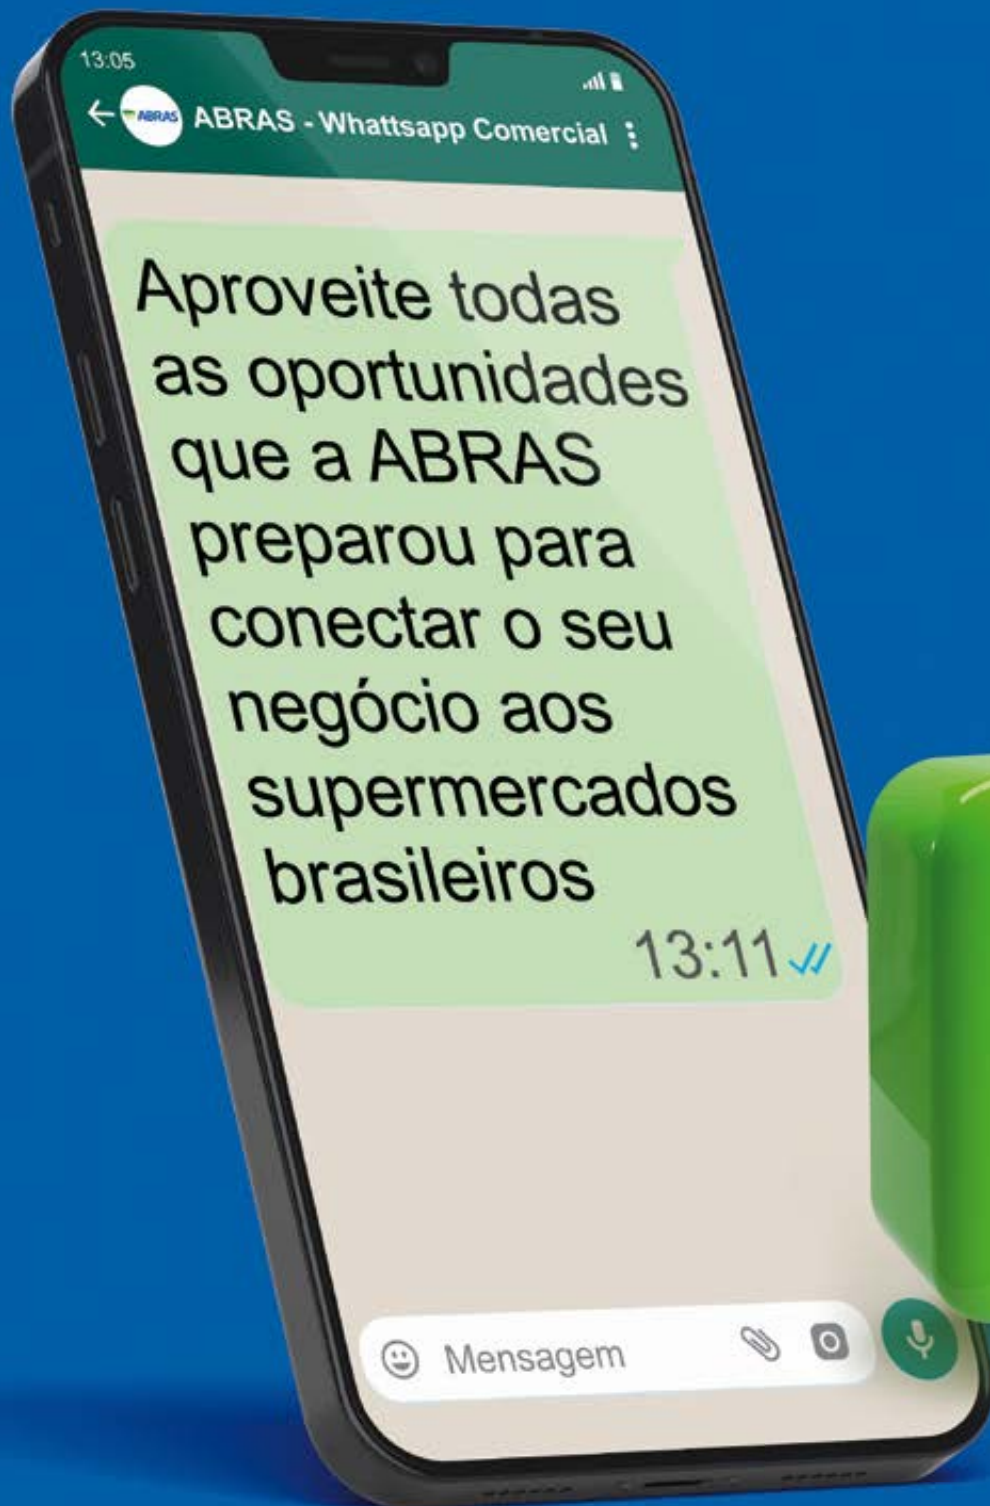 13:05
ABRAS
ABRAS - Whattsapp Comercial
Aproveite todas
as oportunidades
que a ABRAS
preparou para
conectar o seu
negócio aos
supermercados
brasileiros
13:11
Mensagem